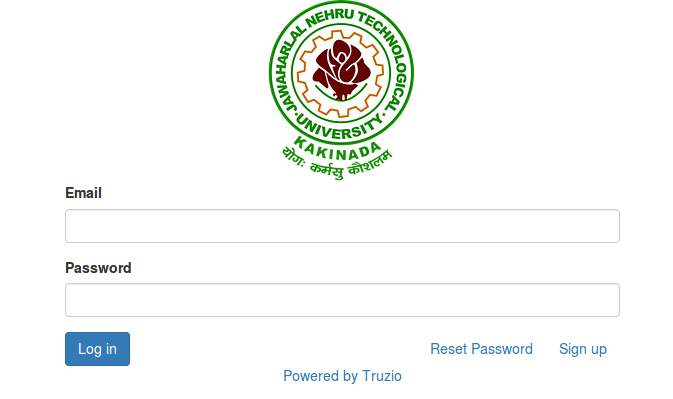 JAWAHARLAL NEHRU TECHNOLOGICAL
·UNIVERSITY·
KAKINADA
योगः कर्मसु कौशलम
Email
Password
Log in Reset Password Sign up
Powered by Truzio